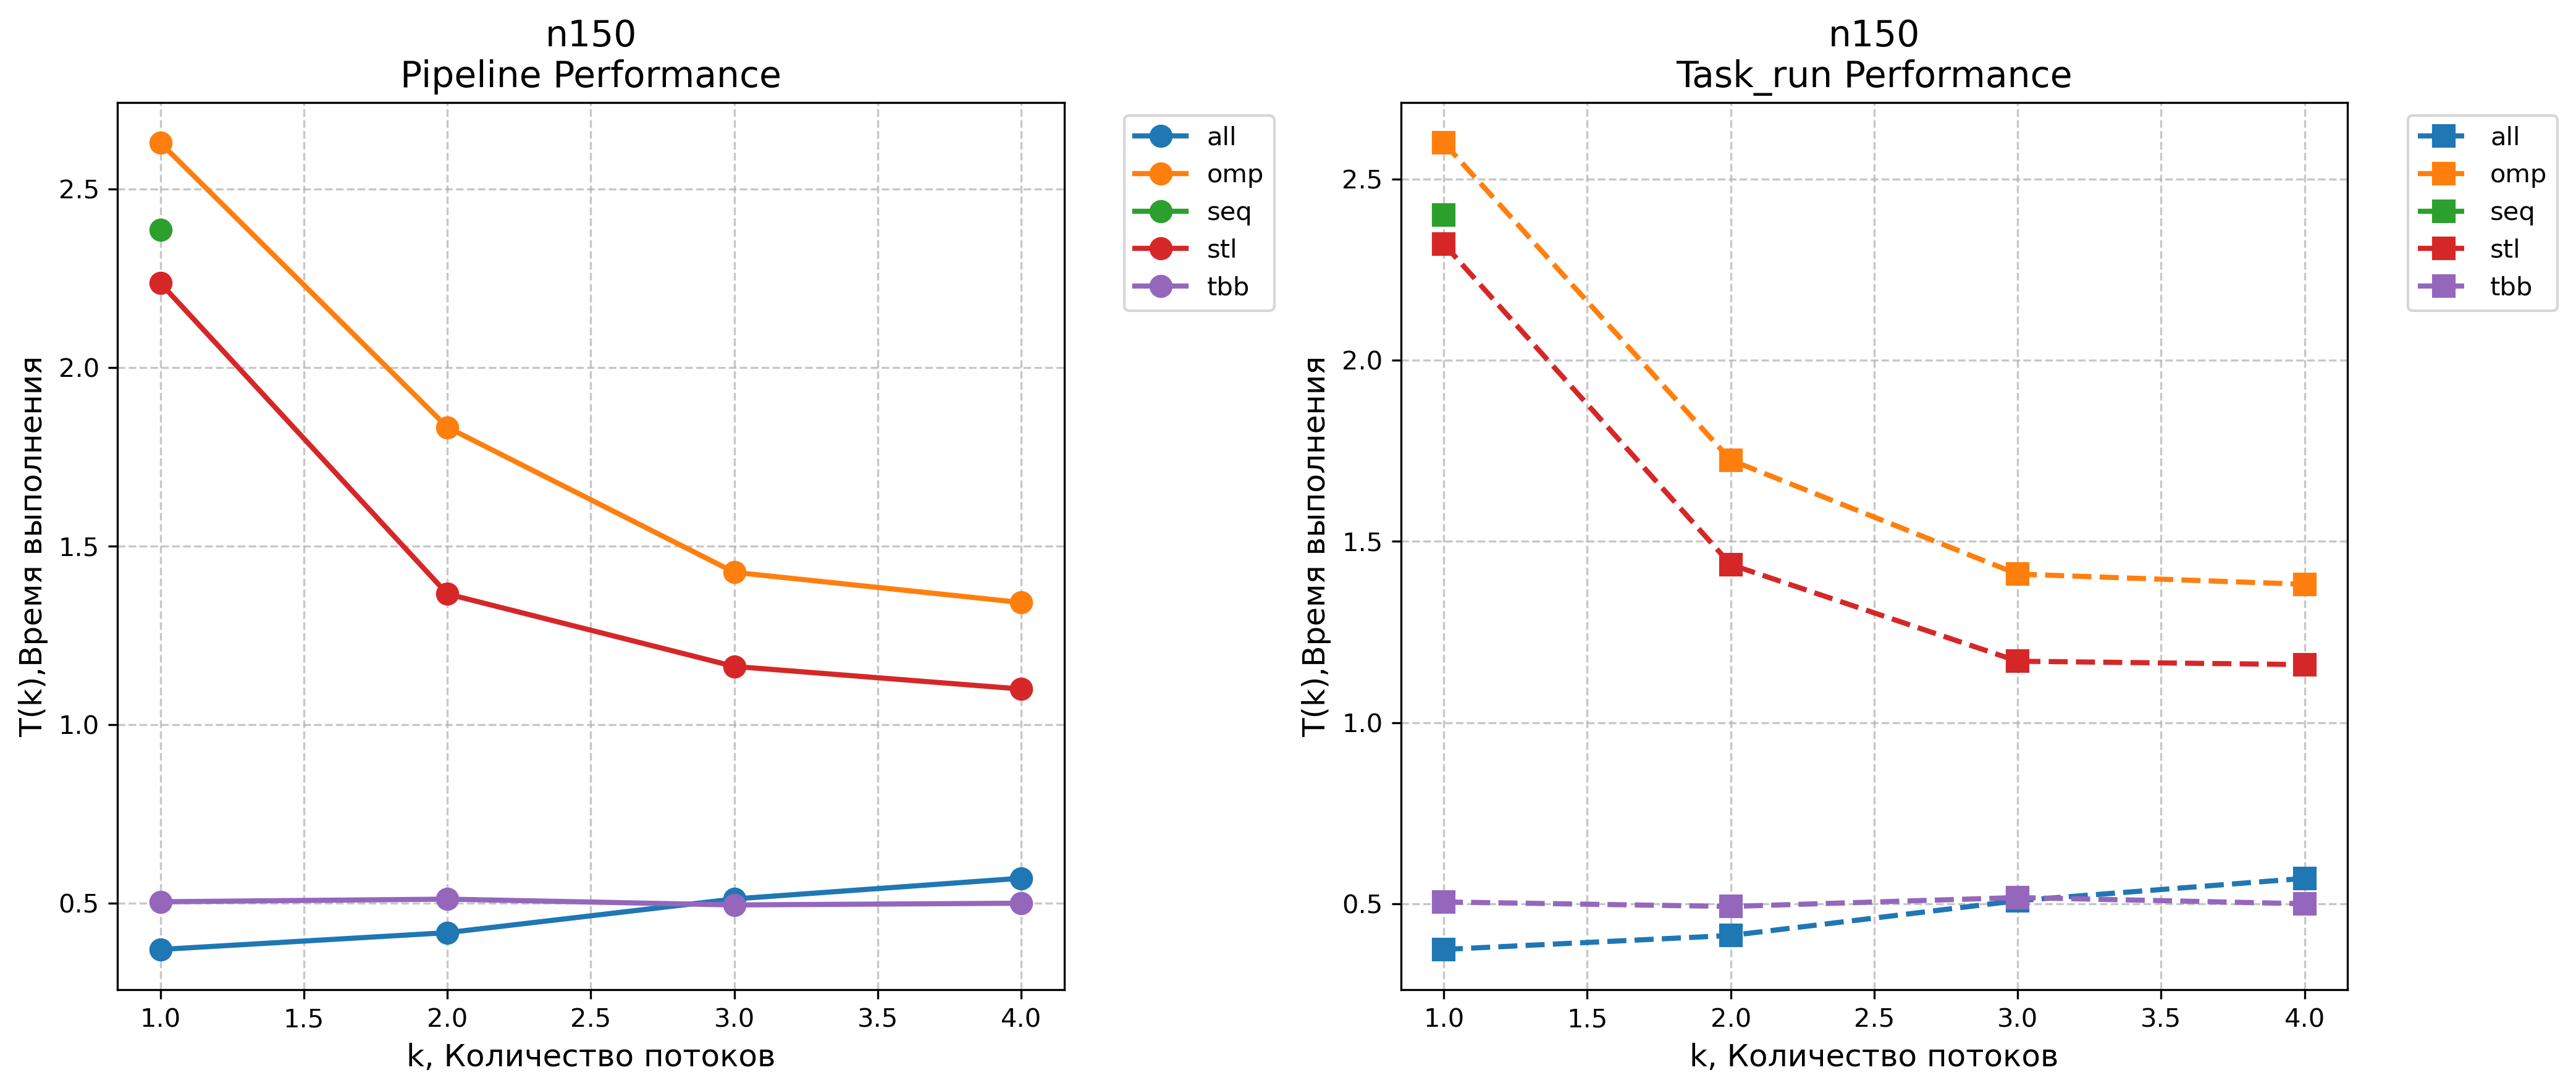 n150
Pipeline Performance
T(k),Время выполнения
2.5
2.0
1.5
1.0
0.5
1.0 1.5 2.0 2.5 3.0 3.5 4.0
k, Количество потоков
all
omp
seq
stl
tbb
n150
Task_run Performance
T(k),Время выполнения
2.5
2.0
1.5
1.0
0.5
1.0 1.5 2.0 2.5 3.0 3.5 4.0
k, Количество потоков
all
omp
seq
stl
tbb